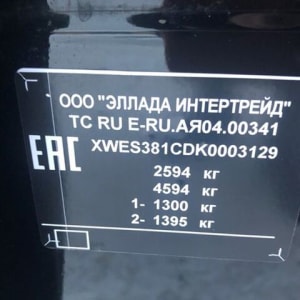 ООО "ЭЛЛАДА ИНТЕРТРЕЙД"
ТС RU E-RU.АЯ04.00341
EAC
XWES381CDK0003129
2594 кг
4594 кг
1- 1300 кг
2- 1395 кг